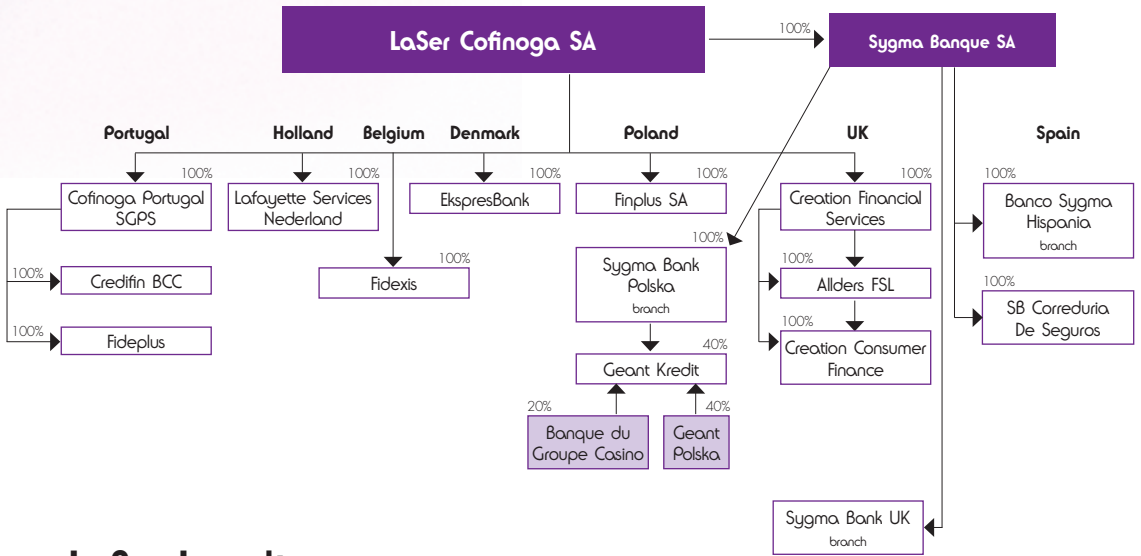 LaSer Cofinoga SA
100%
Sygma Banque SA
Portugal
Holland
Belgium
Denmark
Poland
UK
Spain
100%
100%
100%
100%
100%
100%
Cofinoga Portugal
SGPS
Lafayette Services
Nederland
EkspresBank
Finplus SA
Creation Financial
Services
Banco Sygma
Hispania
branch
100%
100%
100%
100%
100%
Credifin BCC
Fidexis
Sygma Bank
Polska
branch
Allders FSL
SB Correduria
De Seguros
100%
40%
100%
Fideplus
Geant Kredit
Creation Consumer
Finance
20%
40%
Banque du
Groupe Casino
Geant
Polska
Sygma Bank UK
branch